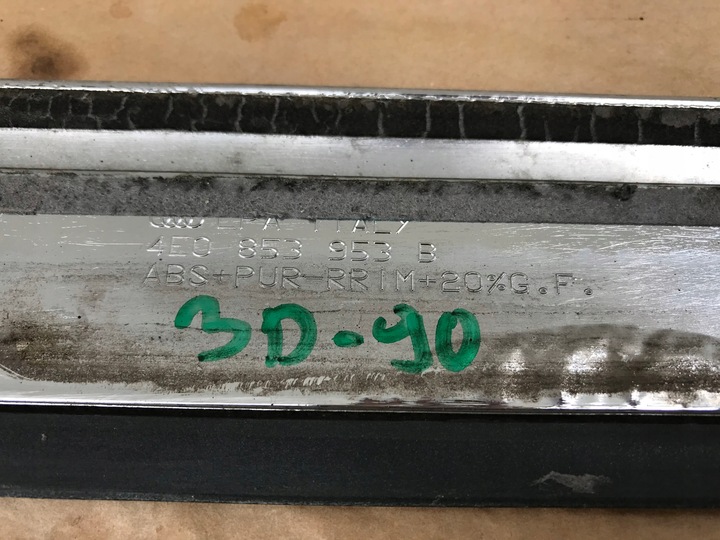 EPA-ITALY
4E0 853 953 B
ABS+PUR-RRIM+20%G.F.
3D-90